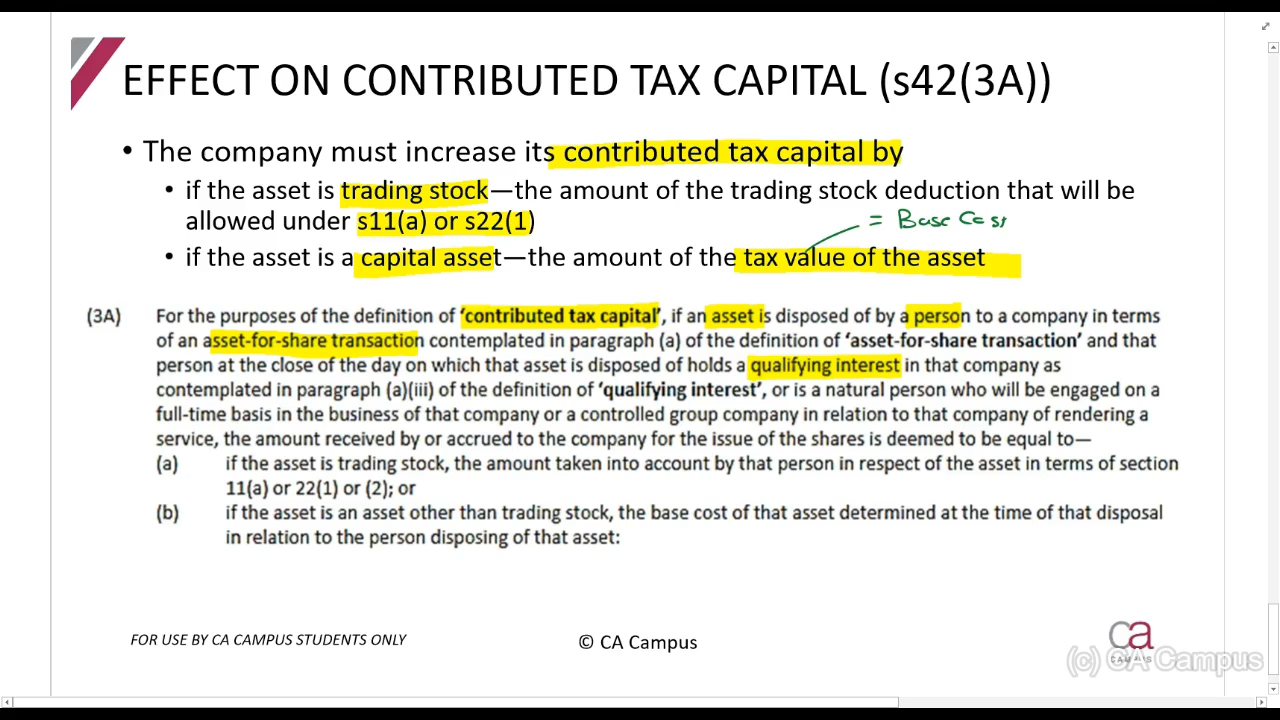 EFFECT ON CONTRIBUTED TAX CAPITAL (s42(3A))
• The company must increase its contributed tax capital by
• if the asset is trading stock—the amount of the trading stock deduction that will be
allowed under s11(a) or s22(1)
= Base Cost
• if the asset is a capital asset—the amount of the tax value of the asset
(3A) For the purposes of the definition of 'contributed tax capital', if an asset is disposed of by a person to a company in terms
of an asset-for-share transaction contemplated in paragraph (a) of the definition of 'asset-for-share transaction' and that
person at the close of the day on which that asset is disposed of holds a qualifying interest in that company as
contemplated in paragraph (a)(iii) of the definition of 'qualifying interest', or is a natural person who will be engaged on a
full-time basis in the business of that company or a controlled group company in relation to that company of rendering a
service, the amount received by or accrued to the company for the issue of the shares is deemed to be equal to—
(a) if the asset is trading stock, the amount taken into account by that person in respect of the asset in terms of section
11(a) or 22(1) or (2); or
(b) if the asset is an asset other than trading stock, the base cost of that asset determined at the time of that disposal
in relation to the person disposing of that asset:
FOR USE BY CA CAMPUS STUDENTS ONLY
© CA Campus
ca
CAMPUS
(c) CA Campus